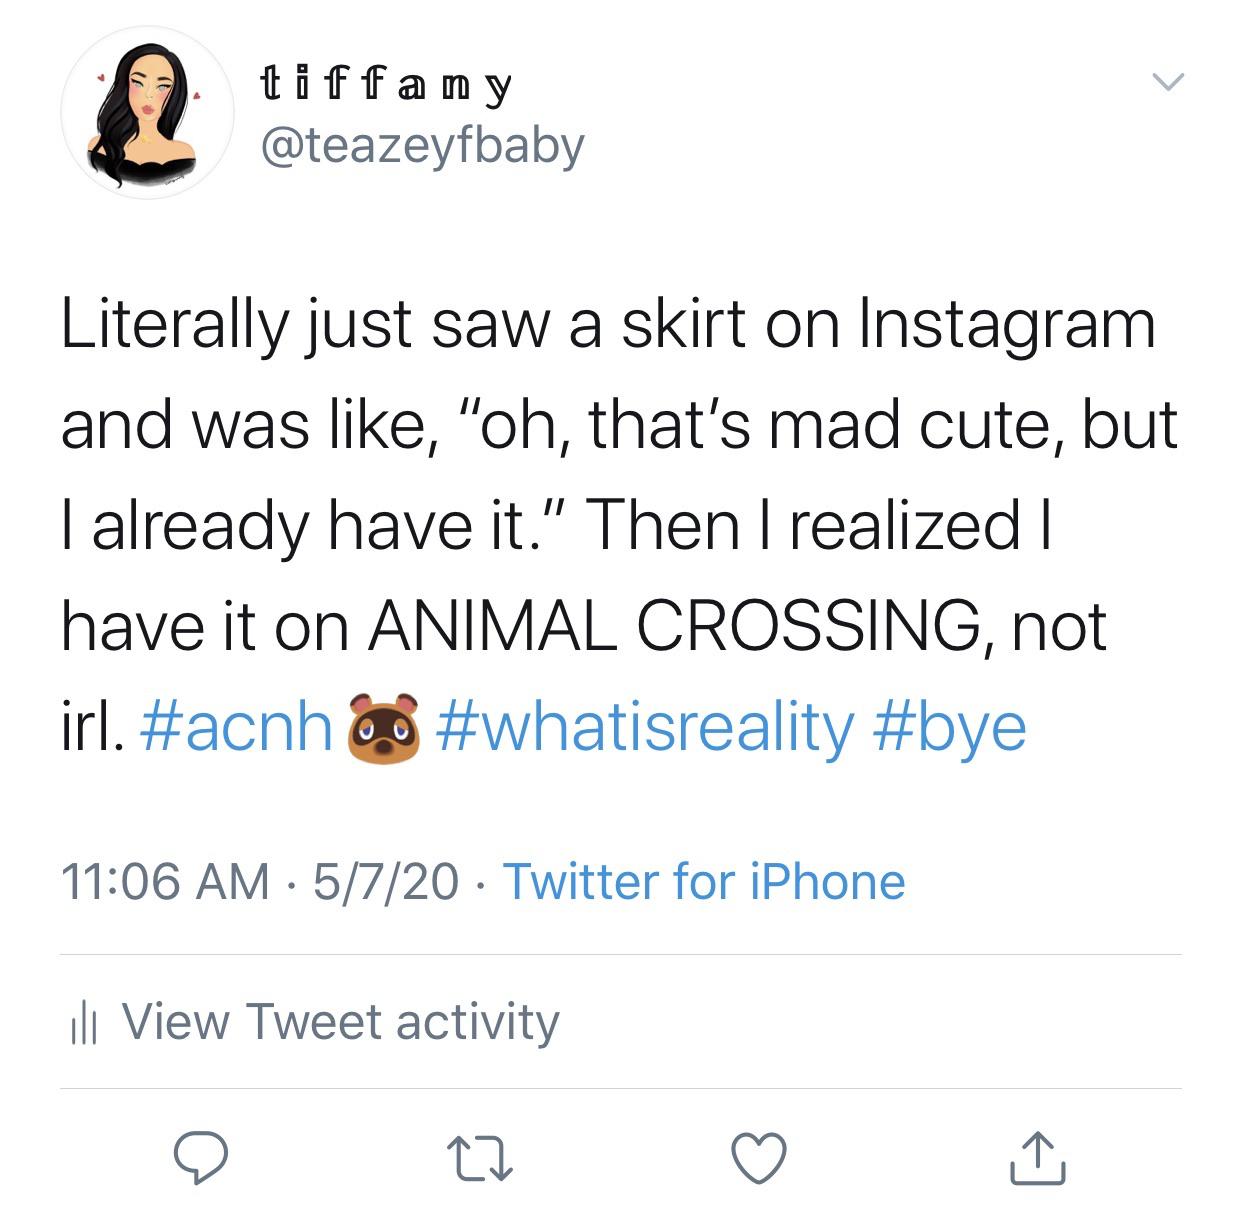 𝕥𝕚𝕗𝕗𝕒𝕟𝕪
@teazeyfbaby
Literally just saw a skirt on Instagram
and was like, “oh, that’s mad cute, but
I already have it.” Then I realized I
have it on ANIMAL CROSSING, not
irl. #acnh #whatisreality #bye
11:06 AM · 5/7/20 · Twitter for iPhone
View Tweet activity